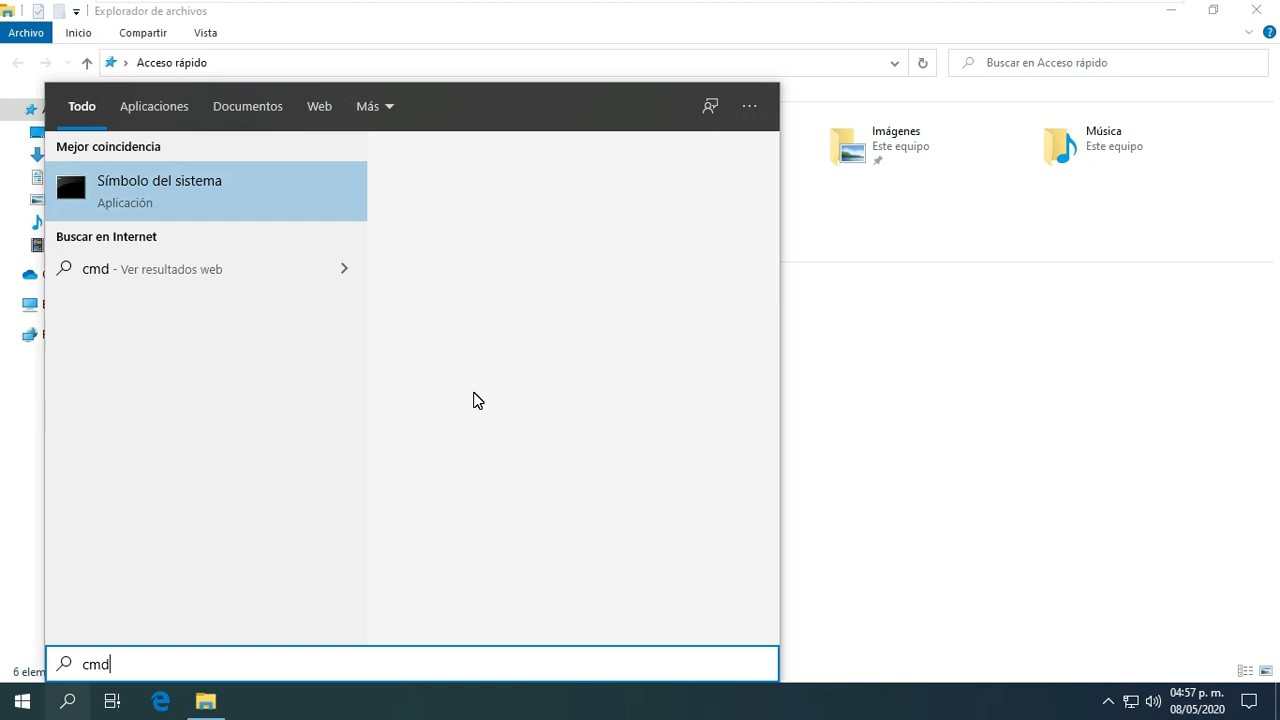 Explorador de archivos
Archivo Inicio Compartir Vista
Acceso rápido
Buscar en Acceso rápido
Todo Aplicaciones Documentos Web Más
Imágenes
Este equipo
Música
Este equipo
Mejor coincidencia
Símbolo del sistema
Aplicación
Buscar en Internet
cmd - Ver resultados web
cmd
6 elem
04:57 p. m.
08/05/2020